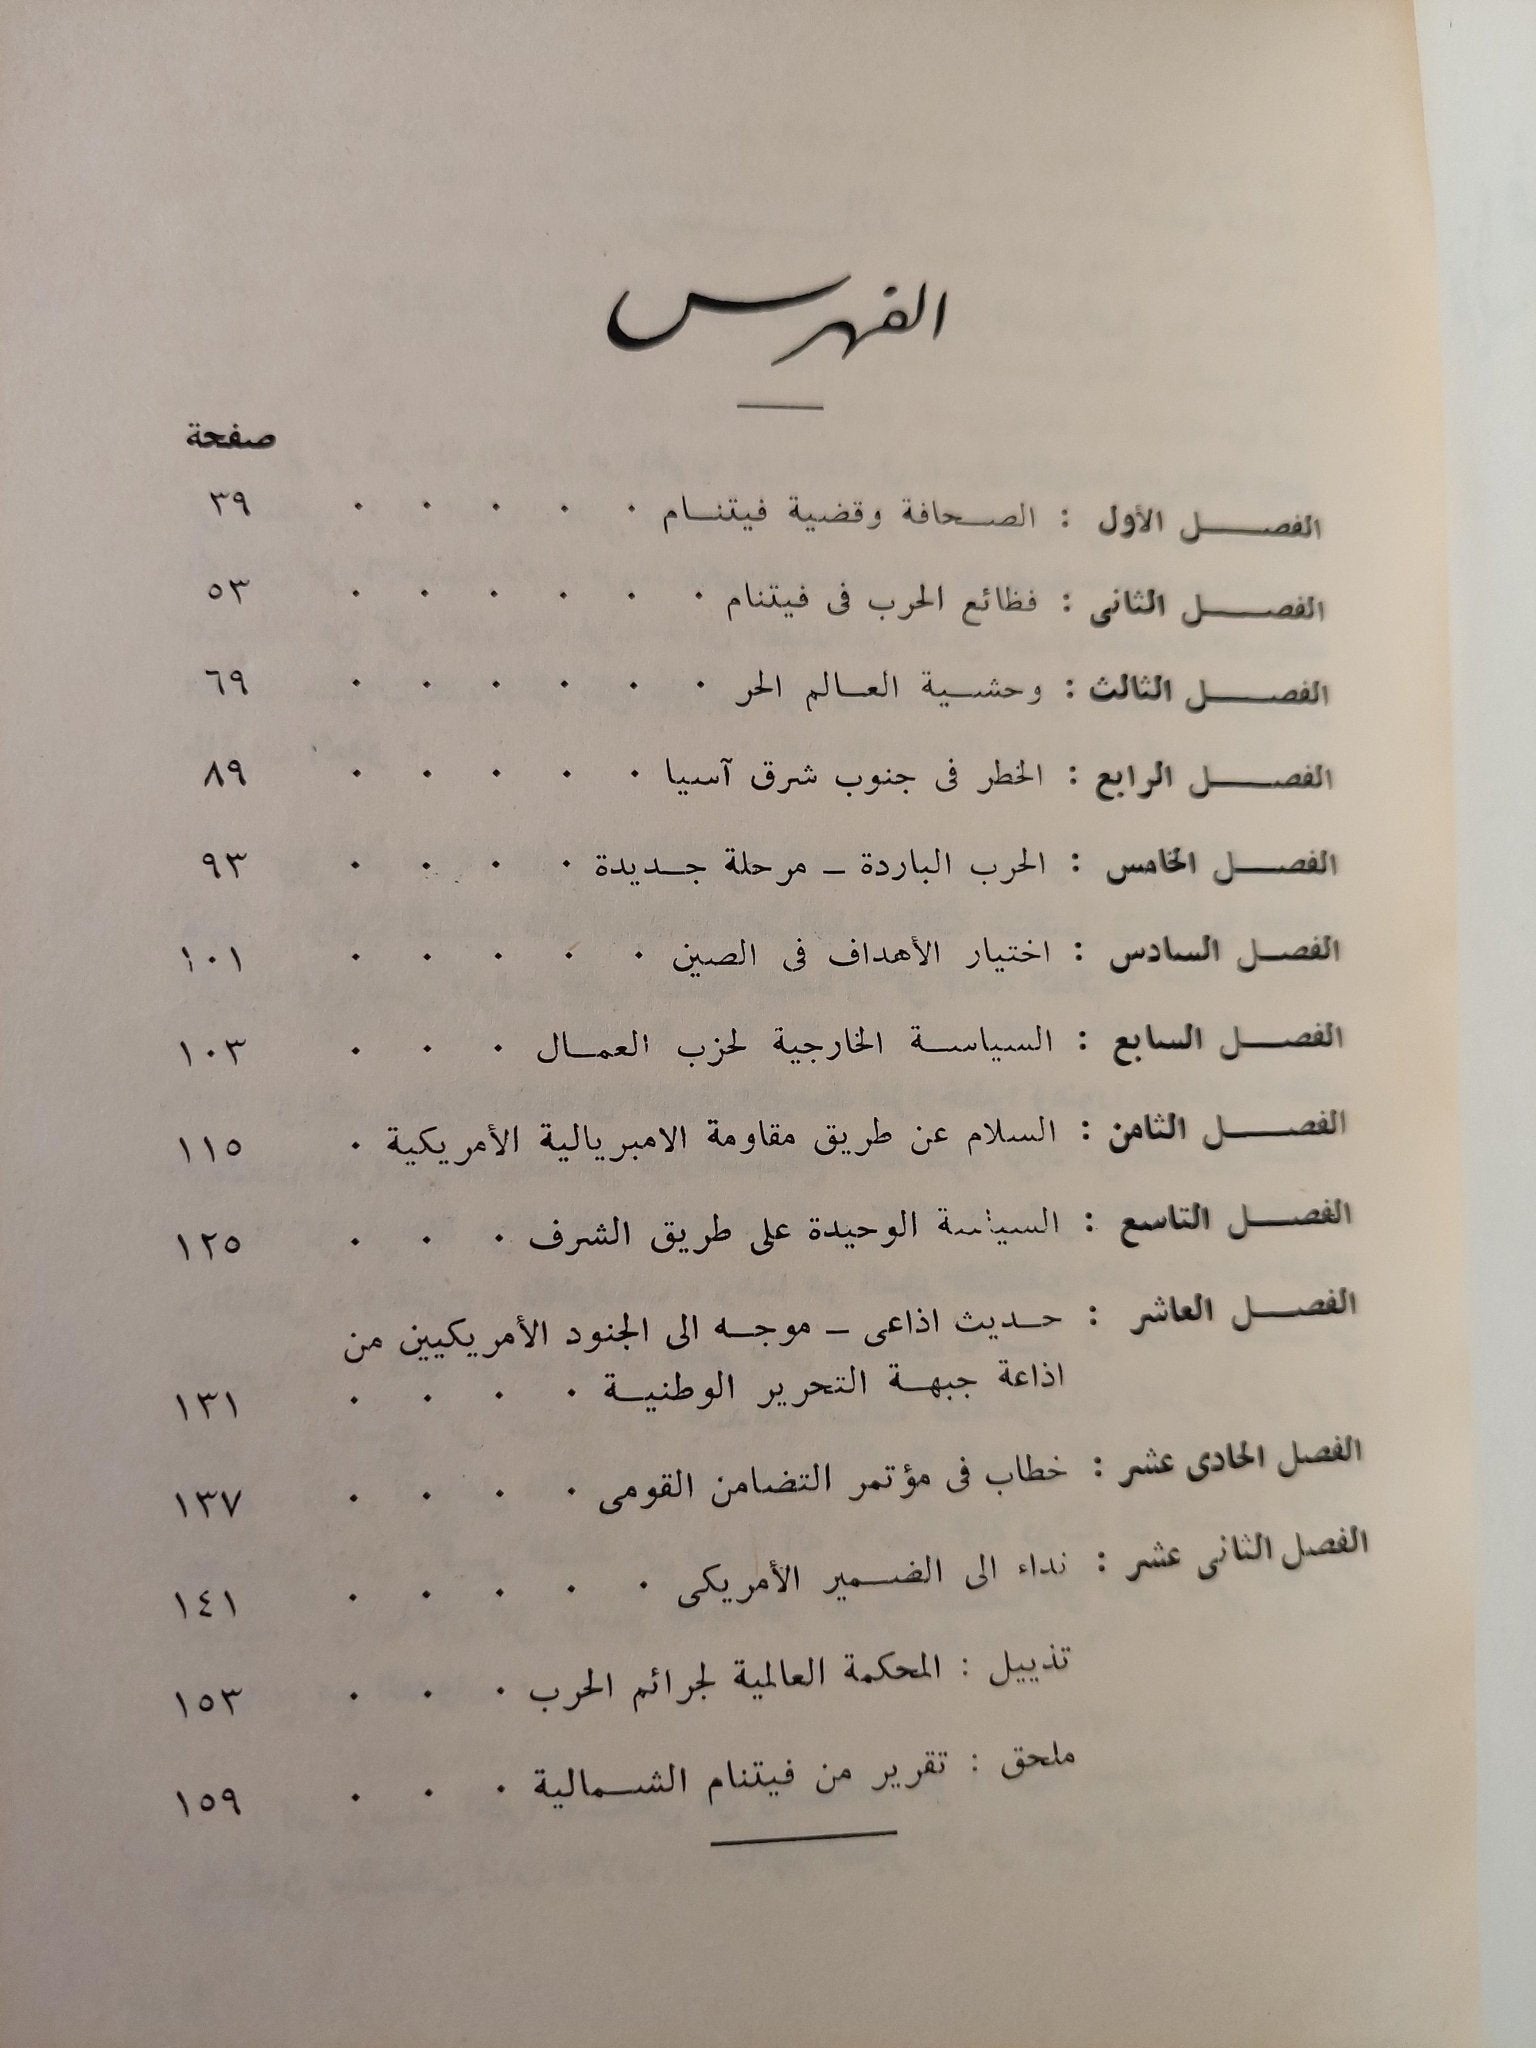 الفهرس
صفحة
الفصل الأول : الصحافة وقضية فيتنام . . . . . ٣٩
الفصل الثانى : فظائع الحرب فى فيتنام . . . . . . ٥٣
الفصل الثالث : وحشية العالم الحر . . . . . . ٦٩
الفصل الرابع : الخطر فى جنوب شرق آسيا . . . . . ٨٩
الفصل الخامس : الحرب الباردة – مرحلة جديدة . . . . ٩٣
الفصل السادس : اختيار الأهداف فى الصين . . . . . ١٠١
الفصل السابع : السياسة الخارجية لحزب العمال . . . ١٠٣
الفصل الثامن : السلام عن طريق مقاومة الامبريالية الأمريكية . ١١٥
الفصل التاسع : السياسة الوحيدة على طريق الشرف . . . ١٢٥
الفصل العاشر : حديث اذاعى – موجه الى الجنود الأمريكيين من
اذاعة جبهة التحرير الوطنية . . . . ١٣١
الفصل الحادى عشر : خطاب فى مؤتمر التضامن القومى . . . . ١٣٧
الفصل الثانى عشر : نداء الى الضمير الأمريكى . . . . . ١٤١
تذييل : المحكمة العالمية لجرائم الحرب . . . ١٥٣
ملحق : تقرير من فيتنام الشمالية . . . ١٥٩